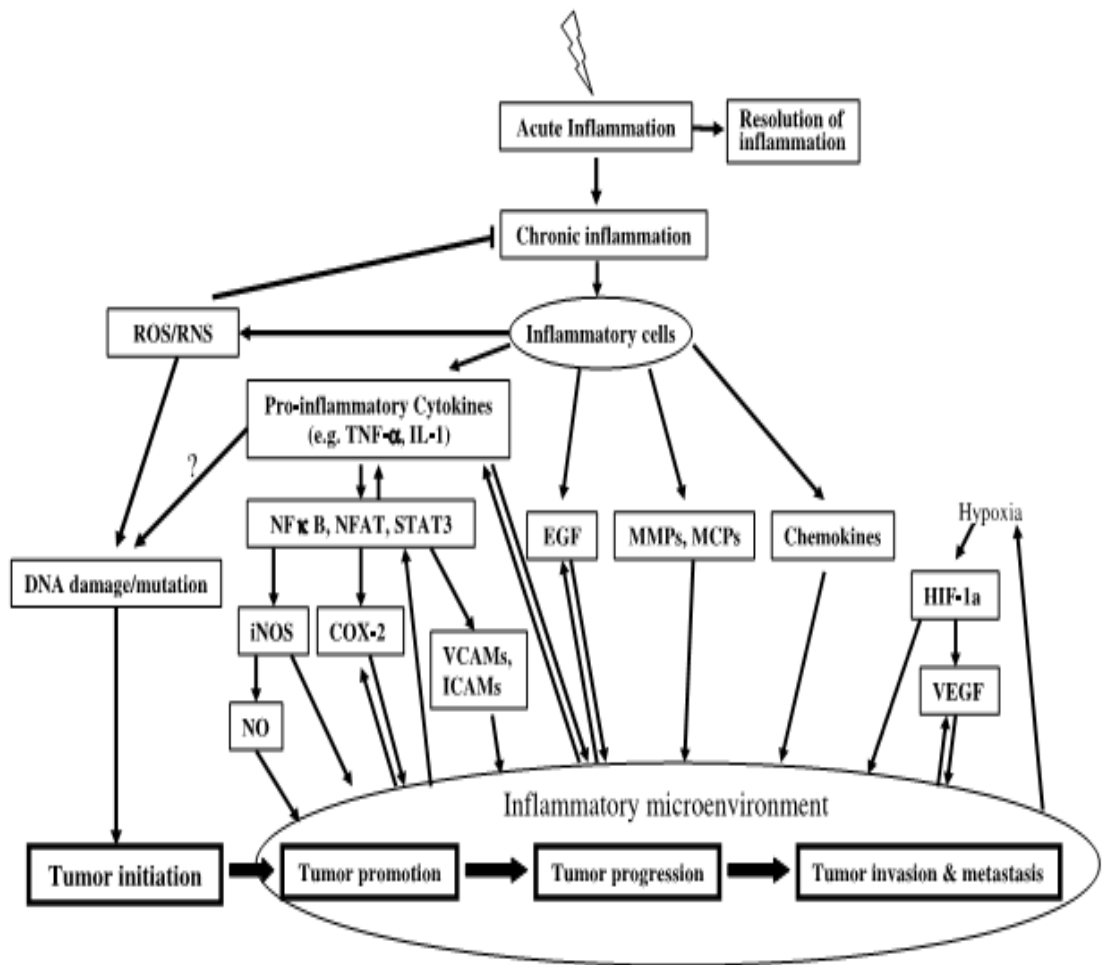 Acute Inflammation
Resolution of
inflammation
Chronic inflammation
ROS/RNS
Inflammatory cells
Pro-inflammatory Cytokines
(e.g. TNF-α, IL-1)
?
NFκ B, NFAT, STAT3
EGF
MMPs, MCPs
Chemokines
Hypoxia
DNA damage/mutation
HIF-1a
iNOS
COX-2
VCAMs,
ICAMs
VEGF
NO
Inflammatory microenvironment
Tumor initiation
Tumor promotion
Tumor progression
Tumor invasion & metastasis